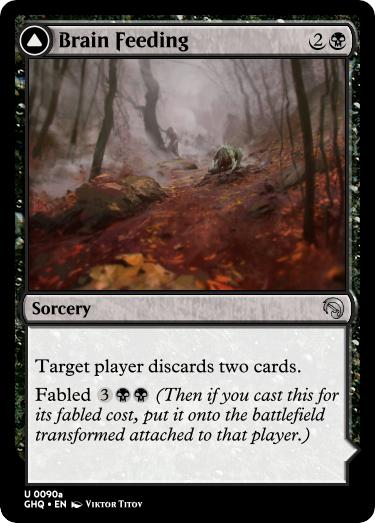 Brain Feeding 2
Sorcery
Target player discards two cards.
Fabled 3 (Then if you cast this for
its fabled cost, put it onto the battlefield
transformed attached to that player.)
U 0090a
GHQ • EN Viktor Titov